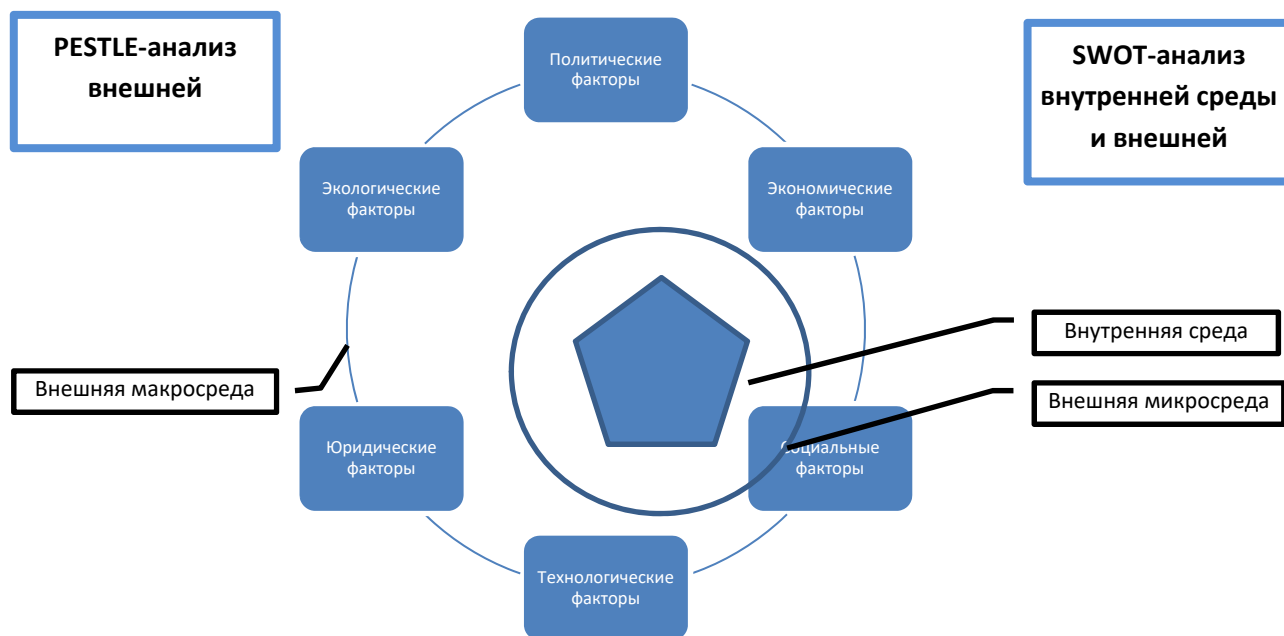 PESTLE-анализ
внешней
Политические
факторы
SWOT-анализ
внутренней среды
и внешней
Экологические
факторы
Экономические
факторы
Внутренняя среда
Внешняя макросреда
Внешняя микросреда
Юридические
факторы
Социальные
факторы
Технологические
факторы